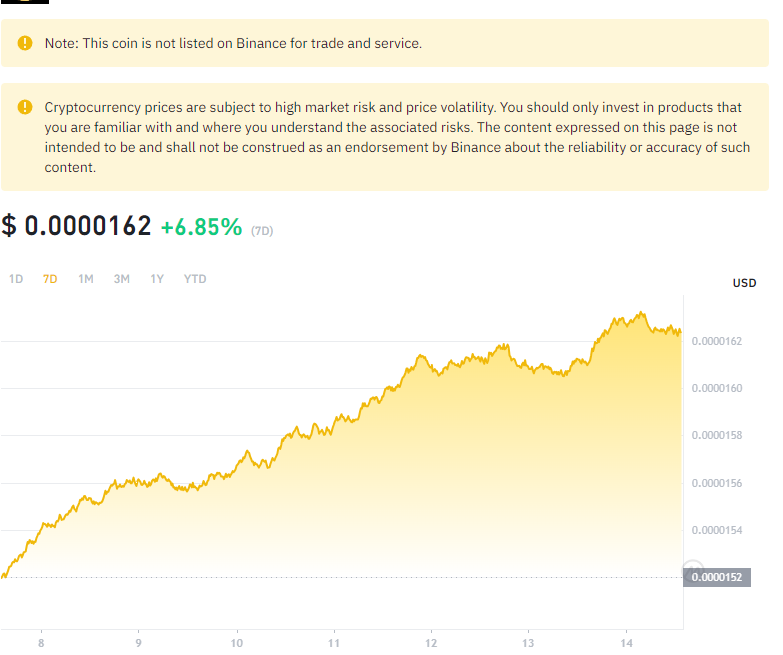 Note: This coin is not listed on Binance for trade and service.
Cryptocurrency prices are subject to high market risk and price volatility. You should only invest in products that
you are familiar with and where you understand the associated risks. The content expressed on this page is not
intended to be and shall not be construed as an endorsement by Binance about the reliability or accuracy of such
content.
$ 0.0000162 +6.85% (7D)
1D 7D 1M 3M 1Y YTD
USD
0.0000162
0.0000160
0.0000158
0.0000156
0.0000154
0.0000152
8 9 10 11 12 13 14